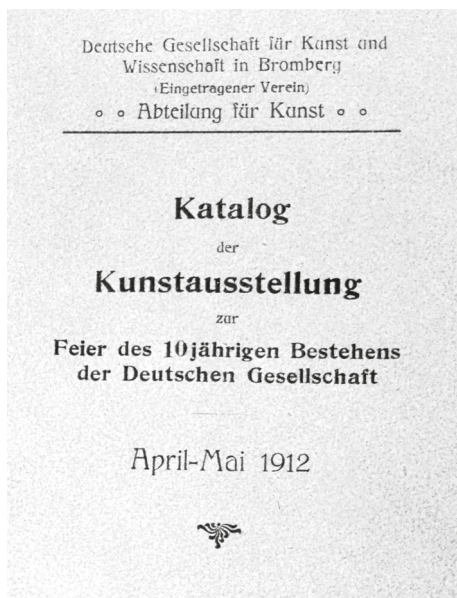 Deutsche Gesellschaft für Kunst und
Wissenschaft in Bromberg
(Eingetragener Verein)
∘ ∘ Abteilung für Kunst ∘ ∘
Katalog
der
Kunstausstellung
zur
Feier des 10jährigen Bestehens
der Deutschen Gesellschaft
April-Mai 1912